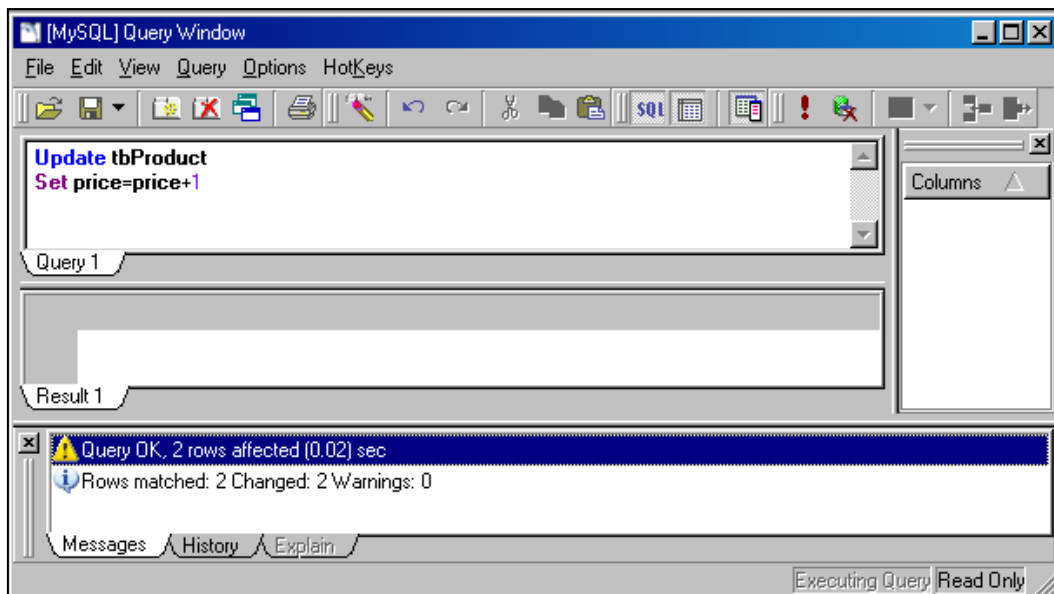 [MySQL] Query Window
File Edit View Query Options HotKeys
SQL
Update tbProduct
Set price=price+1
Columns
Query 1
Result 1
Query OK, 2 rows affected (0.02) sec
Rows matched: 2 Changed: 2 Warnings: 0
Messages History Explain
Executing Query Read Only